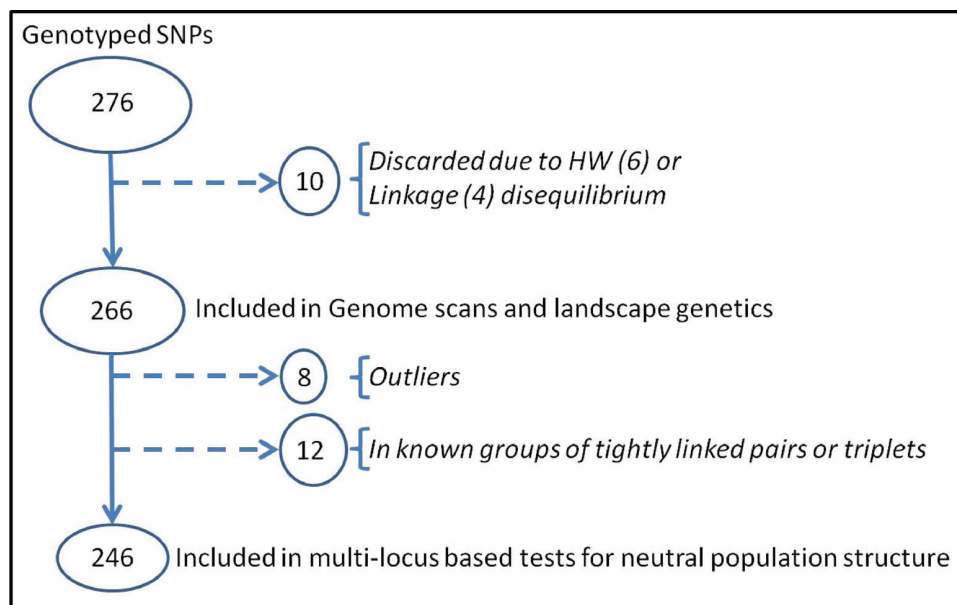 Genotyped SNPs
276
10
Discarded due to HW (6) or
Linkage (4) disequilibrium
266
Included in Genome scans and landscape genetics
8
Outliers
12
In known groups of tightly linked pairs or triplets
246
Included in multi-locus based tests for neutral population structure